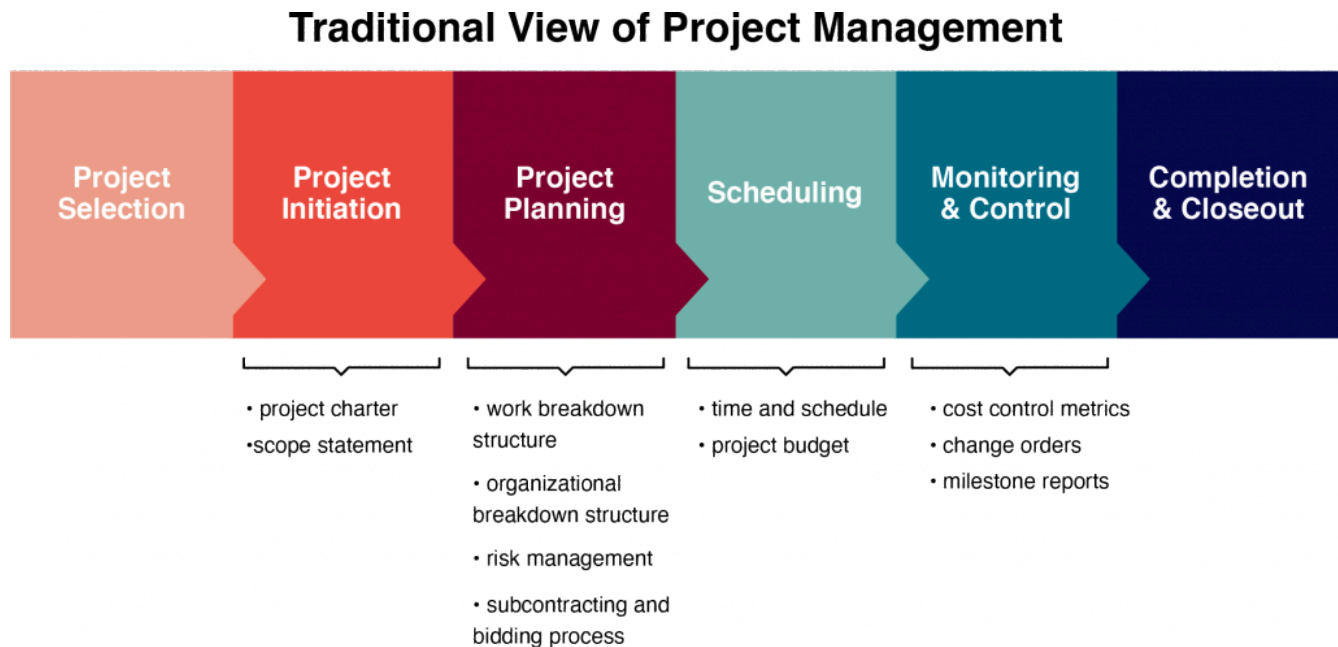 Traditional View of Project Management
Project
Selection
Project
Initiation
Project
Planning
Scheduling
Monitoring
& Control
Completion
& Closeout
• project charter
•scope statement
• work breakdown
structure
• organizational
breakdown structure
• risk management
• subcontracting and
bidding process
• time and schedule
• project budget
• cost control metrics
• change orders
• milestone reports